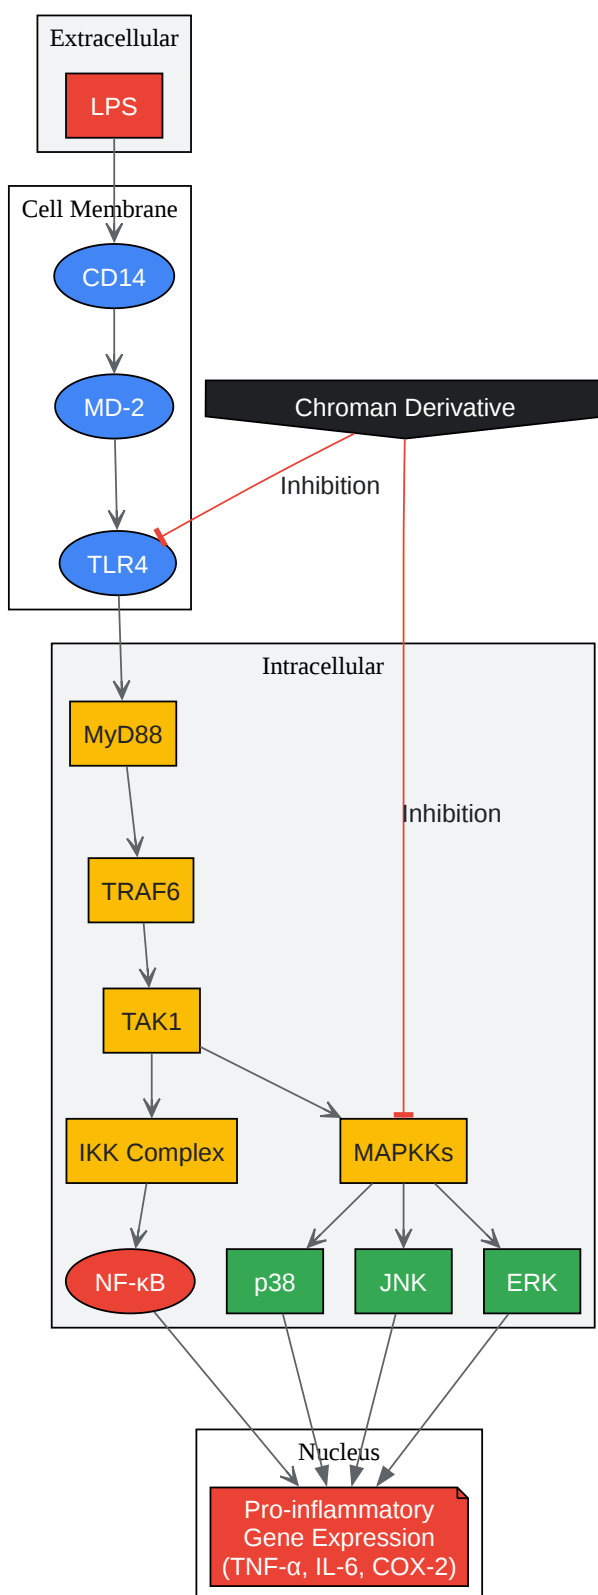 Extracellular
LPS
Cell Membrane
CD14
MD-2
Chroman Derivative
Inhibition
TLR4
Intracellular
MyD88
Inhibition
TRAF6
TAK1
IKK Complex
MAPKKs
NF-κB
p38
JNK
ERK
Nucleus
Pro-inflammatory
Gene Expression
(TNF-α, IL-6, COX-2)